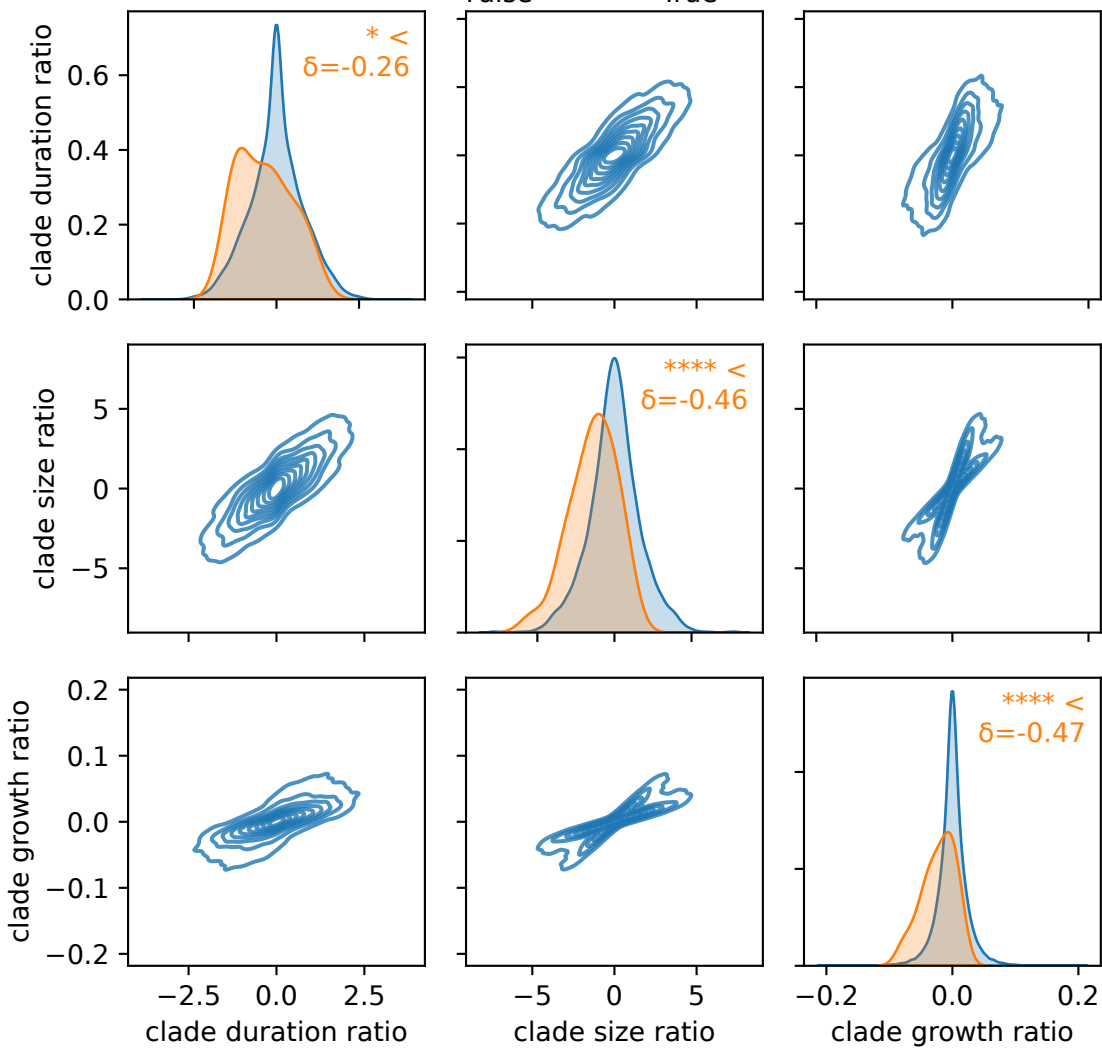 * <
δ=-0.26
clade duration ratio
0.6
0.4
0.2
0.0
**** <
δ=-0.46
clade size ratio
5
0
−5
**** <
δ=-0.47
clade growth ratio
0.2
0.1
0.0
−0.1
−0.2
−2.5 0.0 2.5
−5 0 5
−0.2 0.0 0.2
clade duration ratio
clade size ratio
clade growth ratio